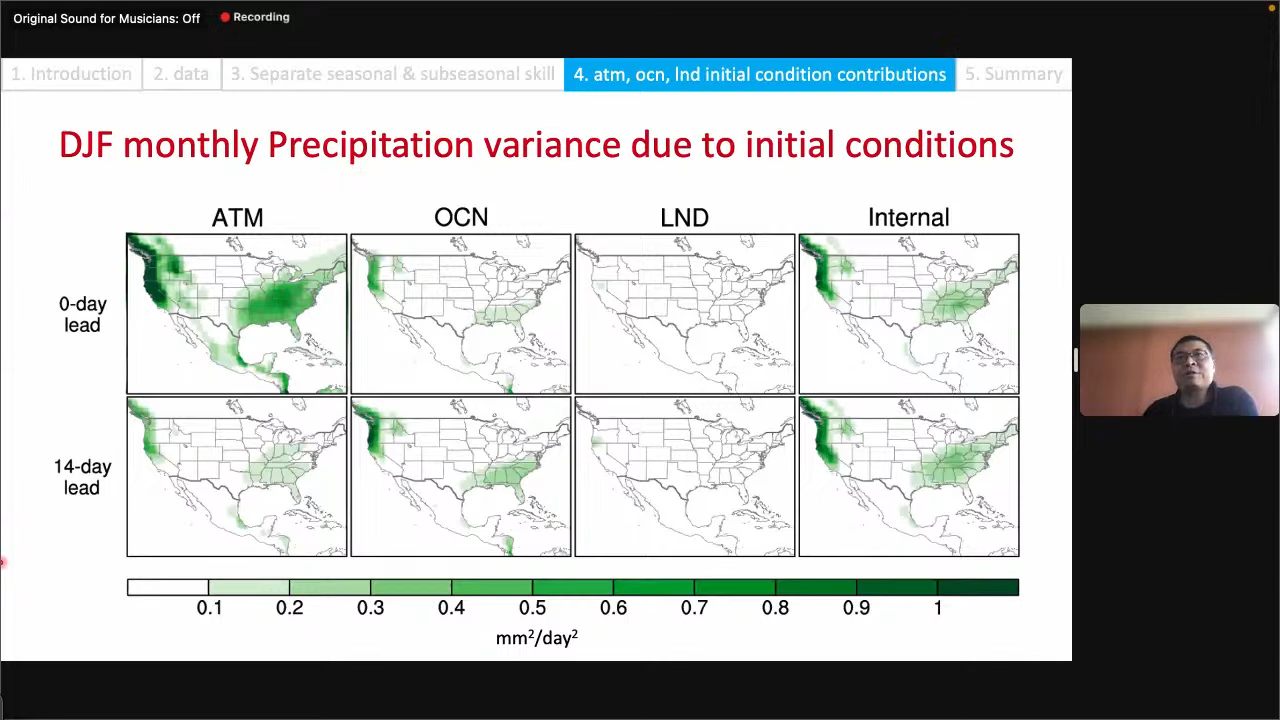 Original Sound for Musicians: Off
Recording
1. Introduction 2. data 3. Separate seasonal & subseasonal skill 4. atm, ocn, lnd initial condition contributions 5. Summary
DJF monthly Precipitation variance due to initial conditions
ATM OCN LND Internal
0-day
lead
14-day
lead
0.1 0.2 0.3 0.4 0.5 0.6 0.7 0.8 0.9 1
mm²/day²